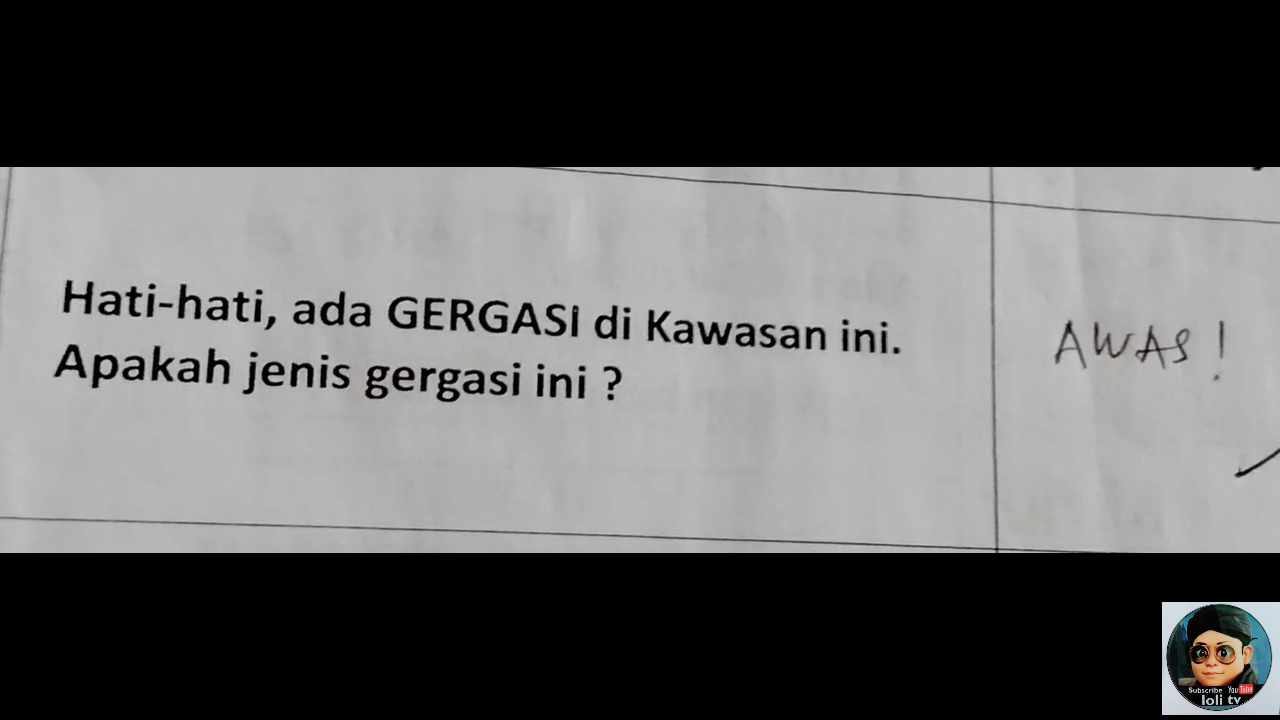 Hati-hati, ada GERGASI di Kawasan ini.
Apakah jenis gergasi ini ?
AWAS !
Subscribe YouTube
loli tv